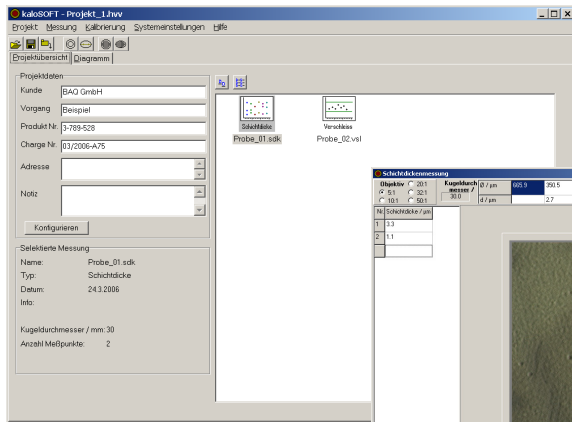 kaloSOFT - Projekt_1.hvv
Projekt Messung Kalibrierung Systemeinstellungen Hilfe
Projektübersicht Diagramm
Projektdaten
Kunde BAQ GmbH
Vorgang Beispiel
Produkt Nr. 3-789-528
Charge Nr. 03/2006-A75
Adresse
Notiz
Konfigurieren
Selektierte Messung
Name: Probe_01.sdk
Typ: Schichtdicke
Datum: 24.3.2006
Info:
Kugeldurchmesser / mm: 30
Anzahl Meßpunkte: 2
Schichtdicke Verschleiss
Probe_01.sdk Probe_02.vsl
Schichtdickenmessung
Objektiv 20:1
5:1 32:1
10:1 50:1
Kugeldurch
messer /
30.0
Ø / µm 665.9 350.5
d / µm 2.7
Nr. Schichtdicke / µm
1 3.3
2 1.1